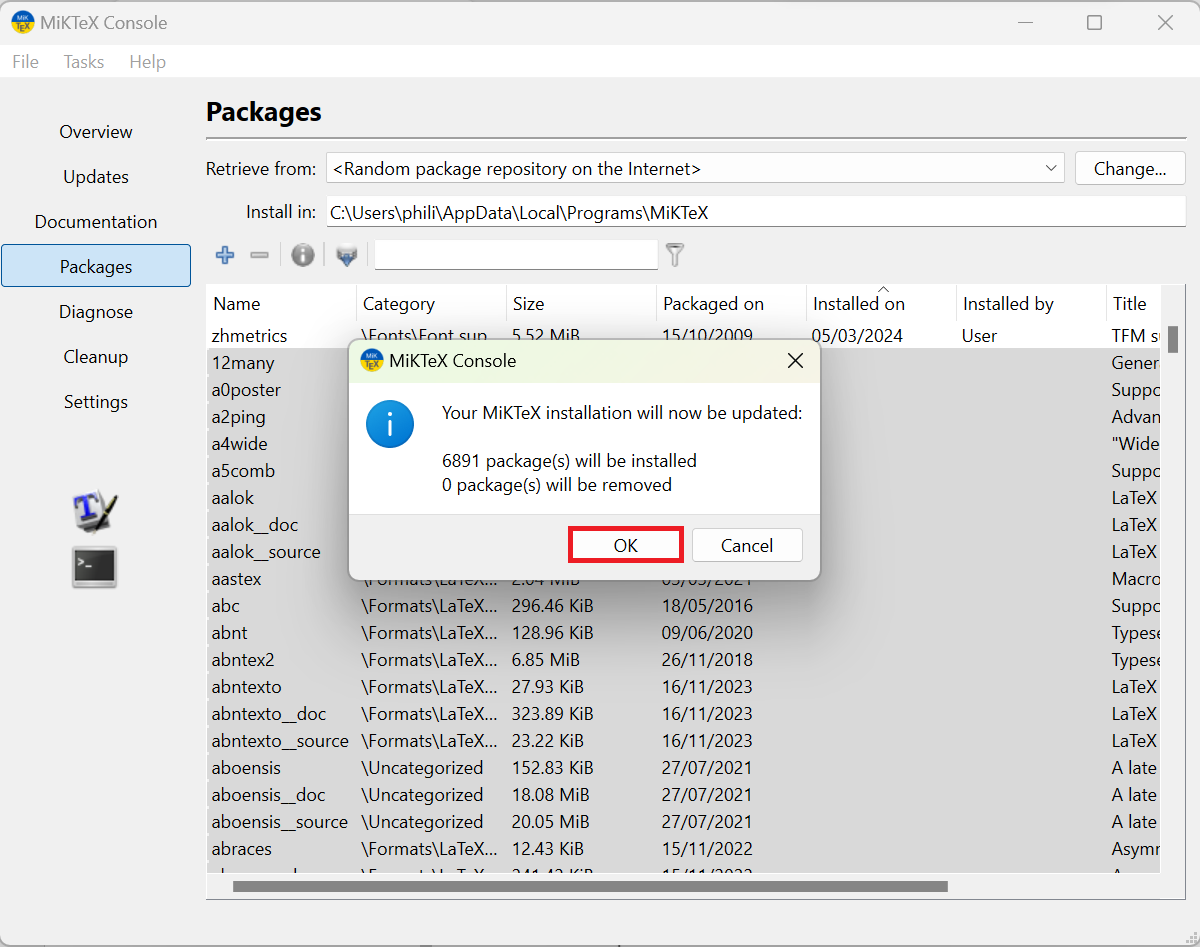 MiKTeX Console
File Tasks Help
Overview
Updates
Documentation
Packages
Diagnose
Cleanup
Settings
Packages
Retrieve from: <Random package repository on the Internet> Change...
Install in: C:\Users\phili\AppData\Local\Programs\MiKTeX
Name Category Size Packaged on Installed on Installed by Title
zhmetrics \Fonts\Font sup 5.52 MiB 15/10/2009 05/03/2024 User TFM s
12many Gener
a0poster Suppo
a2ping Advan
a4wide "Wide
a5comb Suppo
aalok LaTeX
aalok__doc LaTeX
aalok__source LaTeX
aastex \Formats\LaTeX... 2.04 MiB 05/05/2021 Macro
abc \Formats\LaTeX... 296.46 KiB 18/05/2016 Suppo
abnt \Formats\LaTeX... 128.96 KiB 09/06/2020 Typese
abntex2 \Formats\LaTeX... 6.85 MiB 26/11/2018 Typese
abntexto \Formats\LaTeX... 27.93 KiB 16/11/2023 LaTeX
abntexto__doc \Formats\LaTeX... 323.89 KiB 16/11/2023 LaTeX
abntexto__source \Formats\LaTeX... 23.22 KiB 16/11/2023 LaTeX
aboensis \Uncategorized 152.83 KiB 27/07/2021 A late
aboensis__doc \Uncategorized 18.08 MiB 27/07/2021 A late
aboensis__source \Uncategorized 20.05 MiB 27/07/2021 A late
abraces \Formats\LaTeX... 12.43 KiB 15/11/2022 Asymr
MiKTeX Console
Your MiKTeX installation will now be updated:
6891 package(s) will be installed
0 package(s) will be removed
OK Cancel